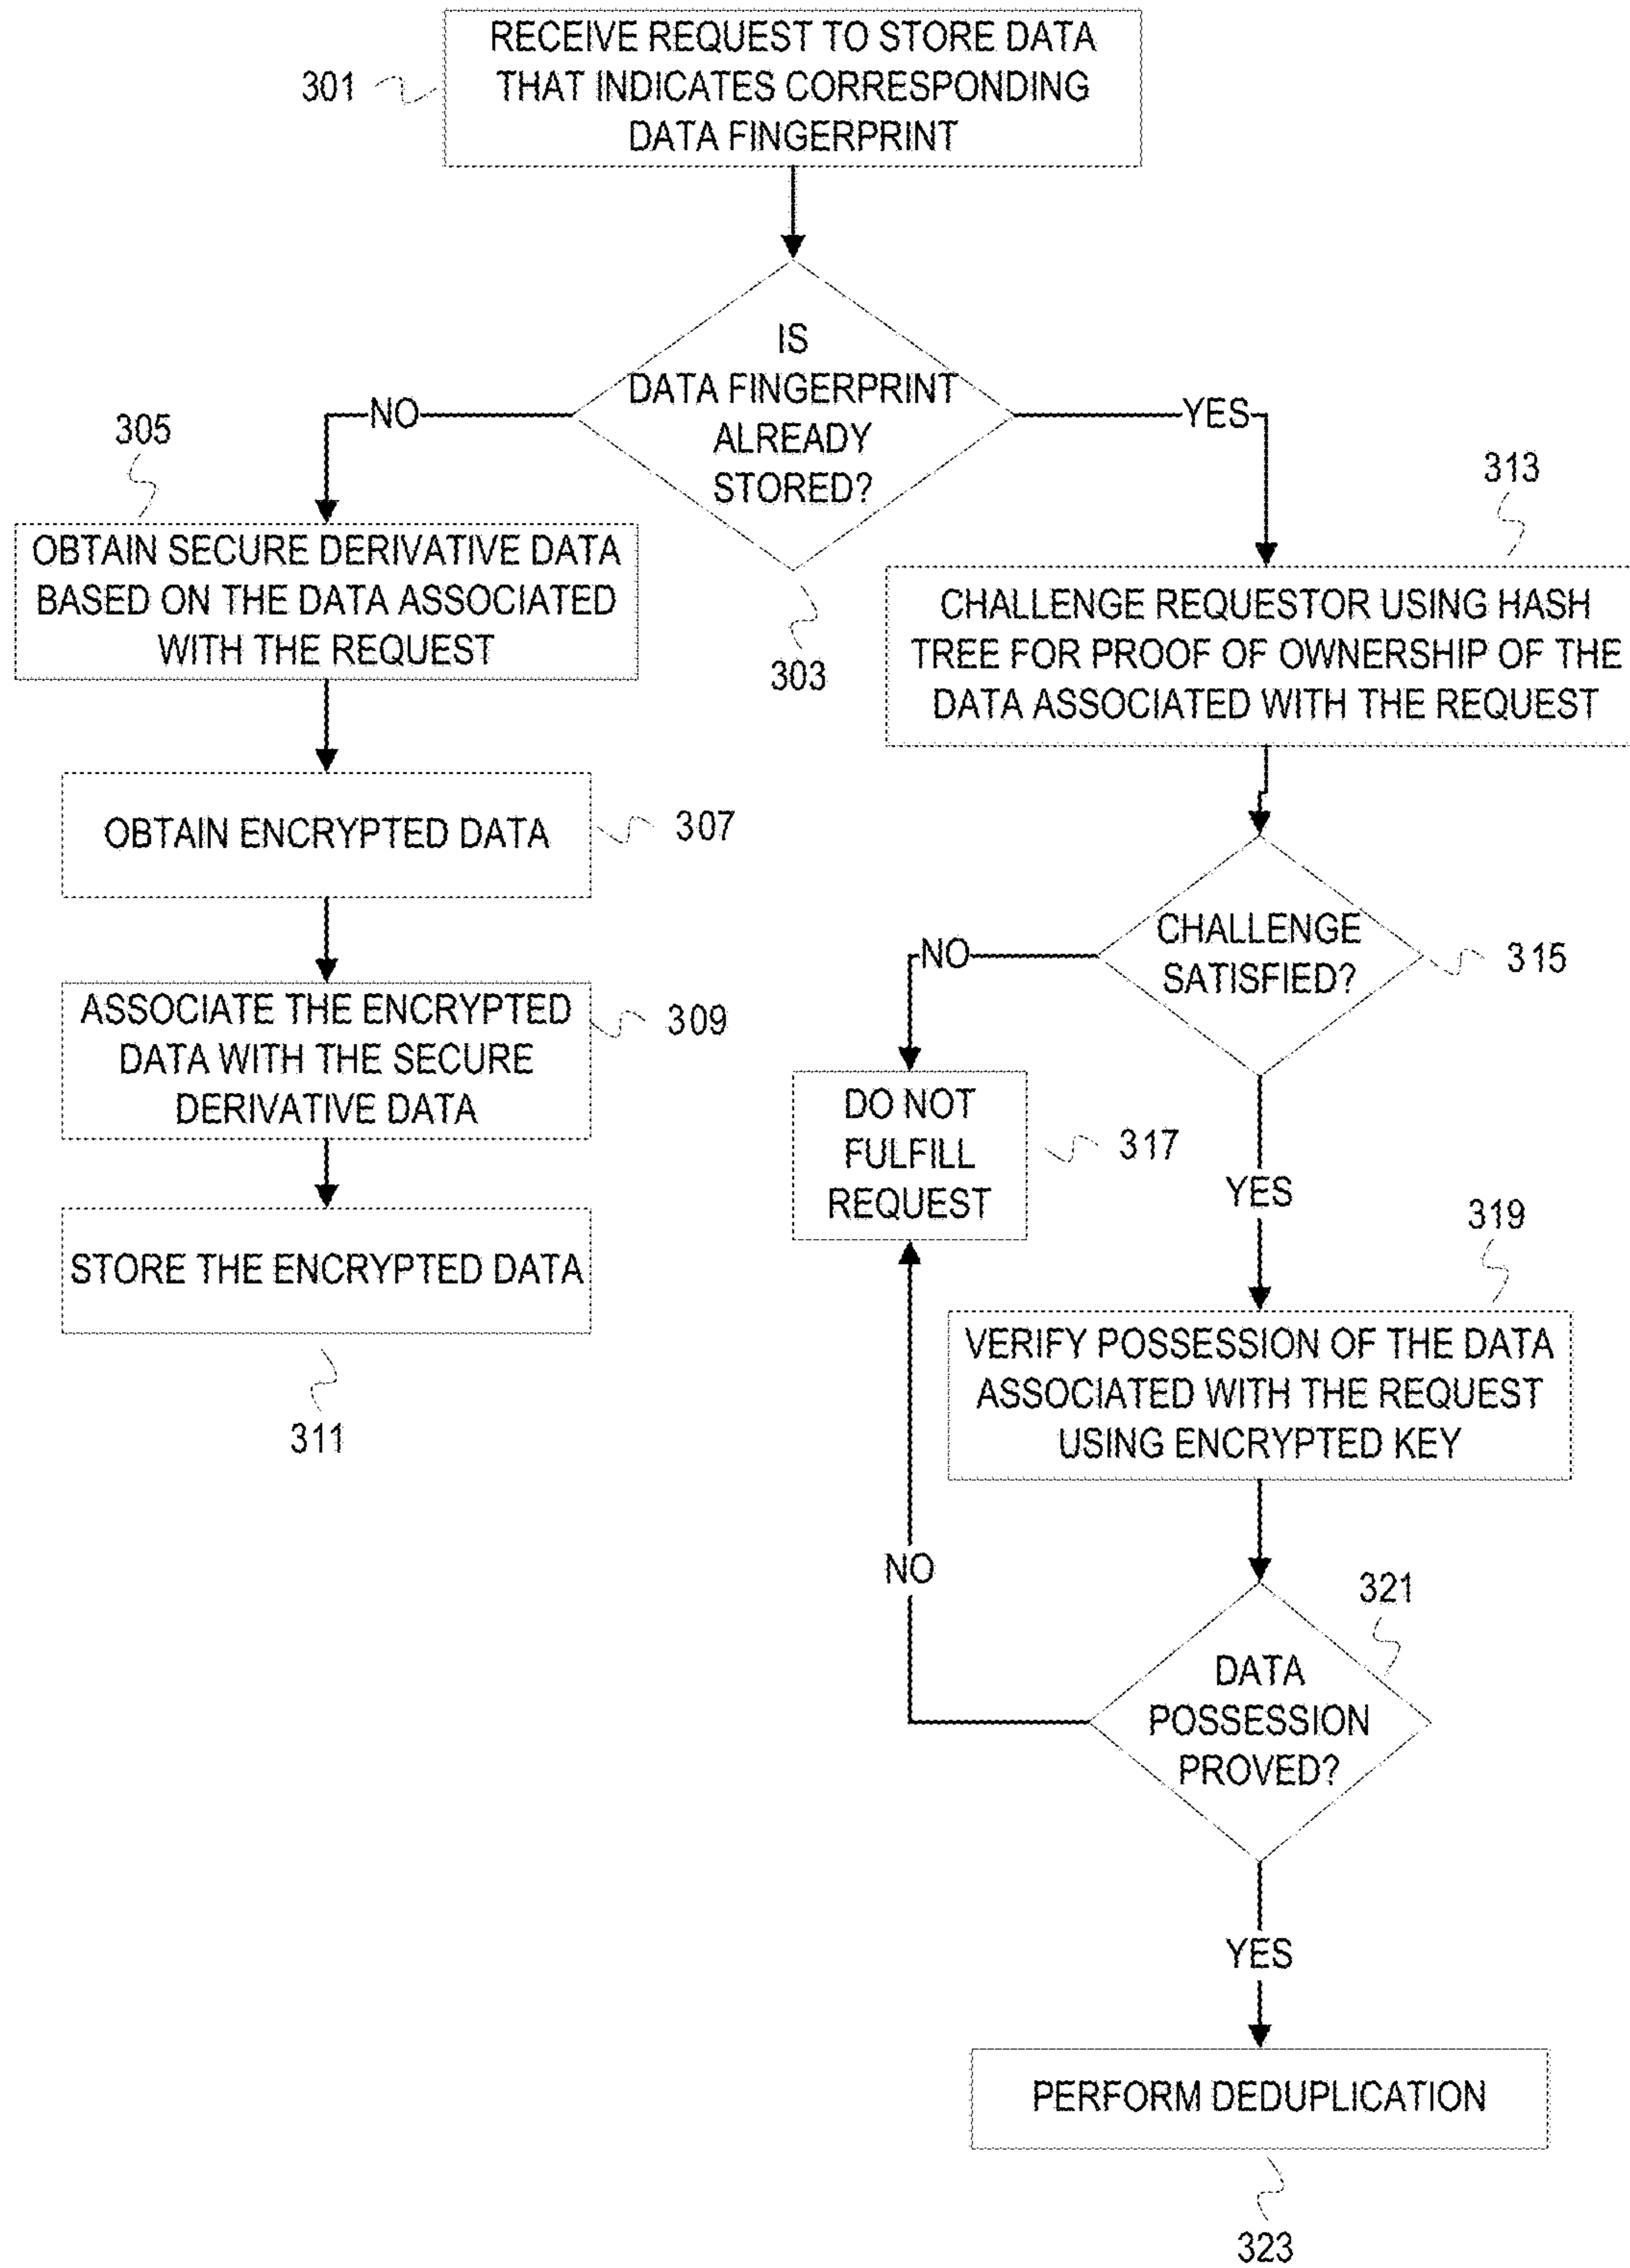 RECEIVE REQUEST TO STORE DATA
THAT INDICATES CORRESPONDING
DATA FINGERPRINT
301
IS
DATA FINGERPRINT
ALREADY
STORED?
303
NO
YES
305
OBTAIN SECURE DERIVATIVE DATA
BASED ON THE DATA ASSOCIATED
WITH THE REQUEST
OBTAIN ENCRYPTED DATA
307
ASSOCIATE THE ENCRYPTED
DATA WITH THE SECURE
DERIVATIVE DATA
309
STORE THE ENCRYPTED DATA
311
313
CHALLENGE REQUESTOR USING HASH
TREE FOR PROOF OF OWNERSHIP OF THE
DATA ASSOCIATED WITH THE REQUEST
CHALLENGE
SATISFIED?
315
NO
DO NOT
FULFILL
REQUEST
317
YES
319
VERIFY POSSESSION OF THE DATA
ASSOCIATED WITH THE REQUEST
USING ENCRYPTED KEY
NO
321
DATA
POSSESSION
PROVED?
YES
PERFORM DEDUPLICATION
323